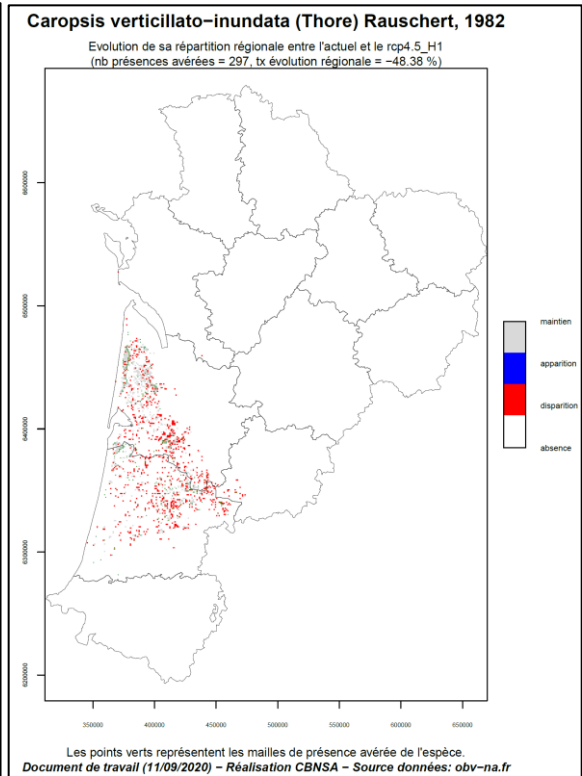 Caropsis verticillato−inundata (Thore) Rauschert, 1982
Evolution de sa répartition régionale entre l'actuel et le rcp4.5_H1
(nb présences avérées = 297, tx évolution régionale = −48.38 %)
6600000
6500000
6400000
6300000
6200000
maintien
apparition
disparition
absence
350000 400000 450000 500000 550000 600000 650000
Les points verts représentent les mailles de présence avérée de l'espèce.
Document de travail (11/09/2020) − Réalisation CBNSA − Source données: obv−na.fr